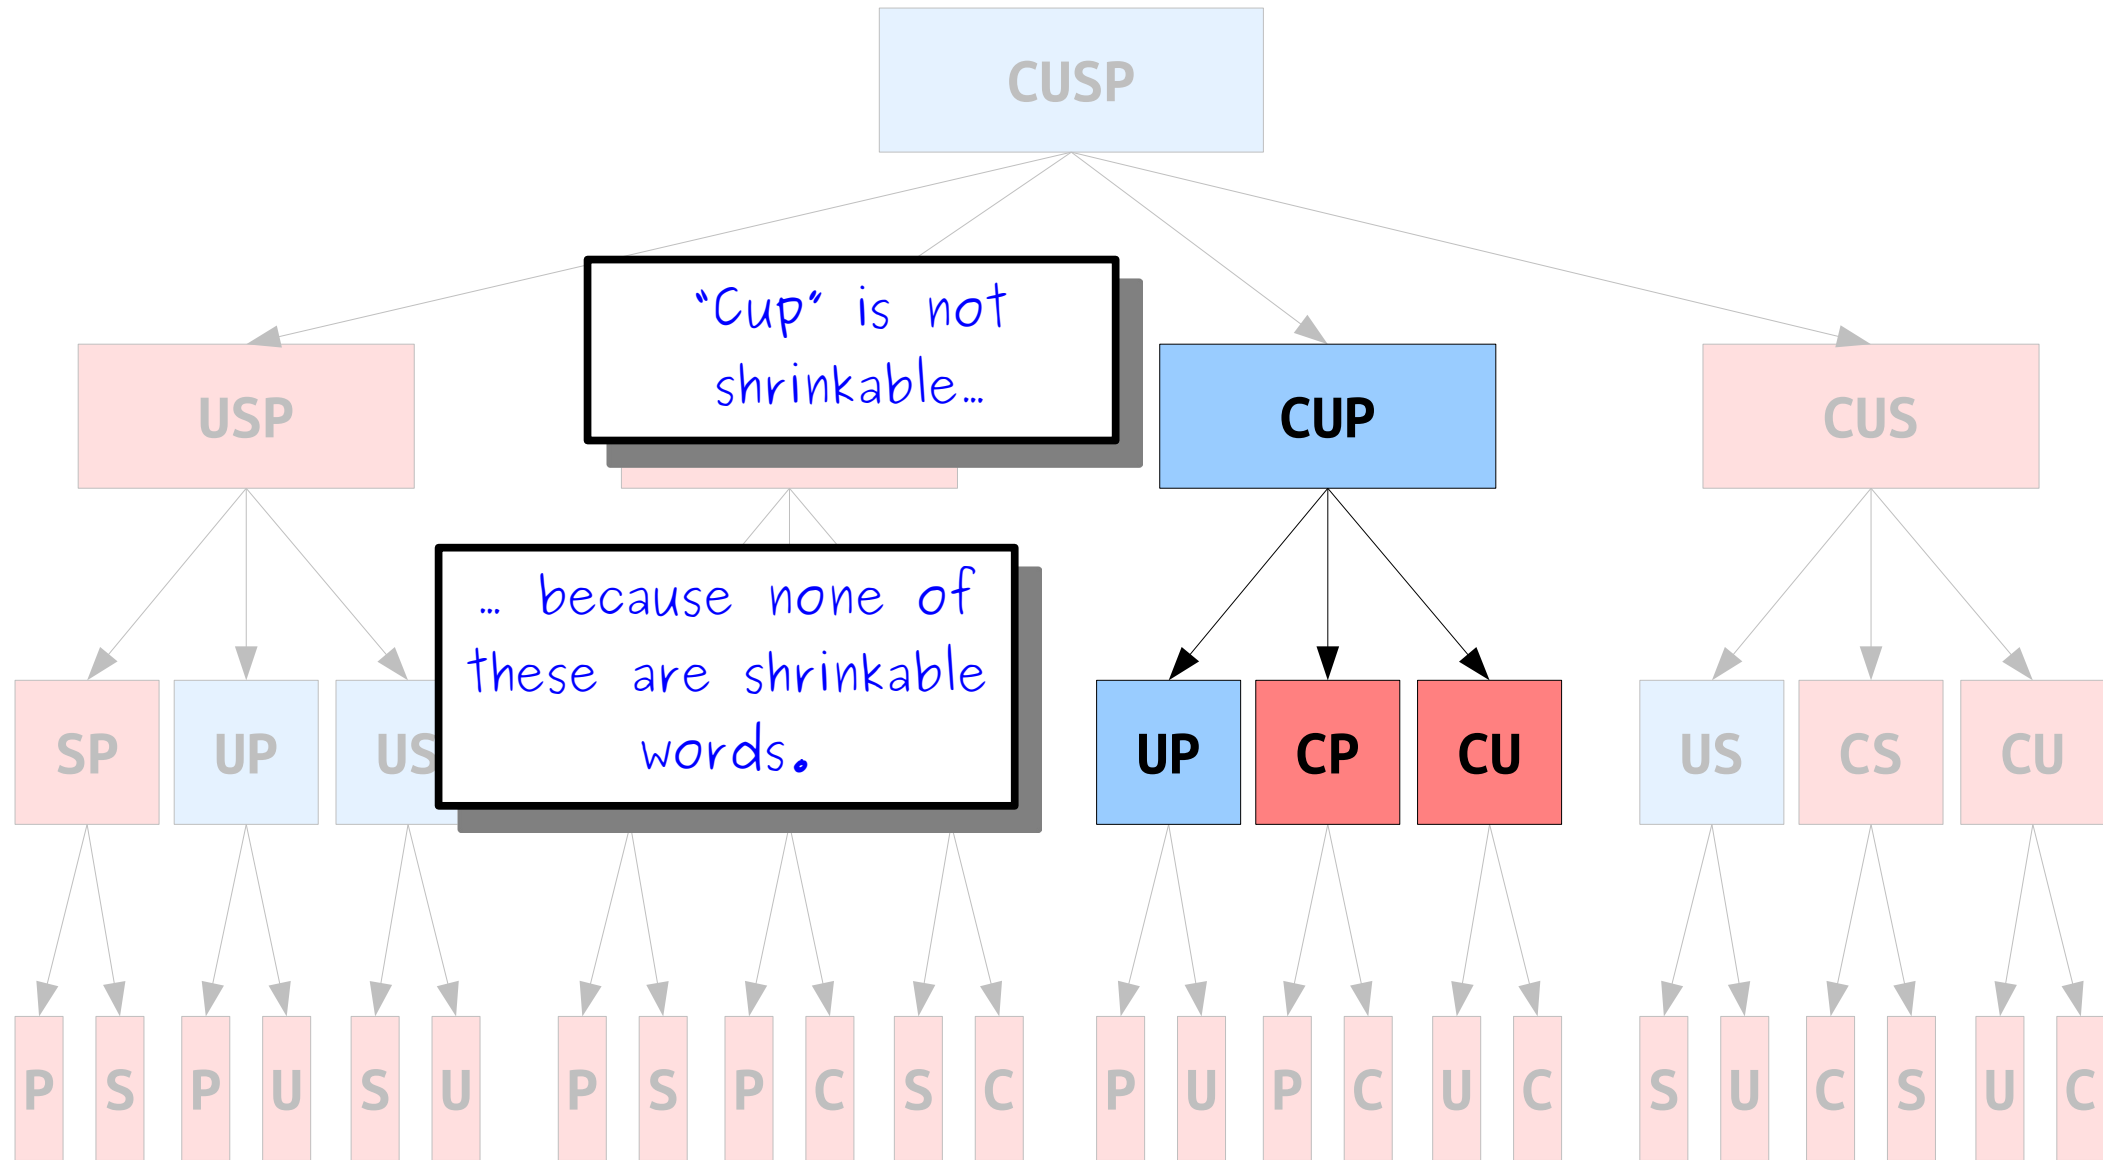 CUSP
"Cup" is not
shrinkable...
USP
CUP
CUS
... because none of
these are shrinkable
words.
SP UP US UP CP CU US CS CU
P S P U S U P S P C S C P U P C U C S U C S U C